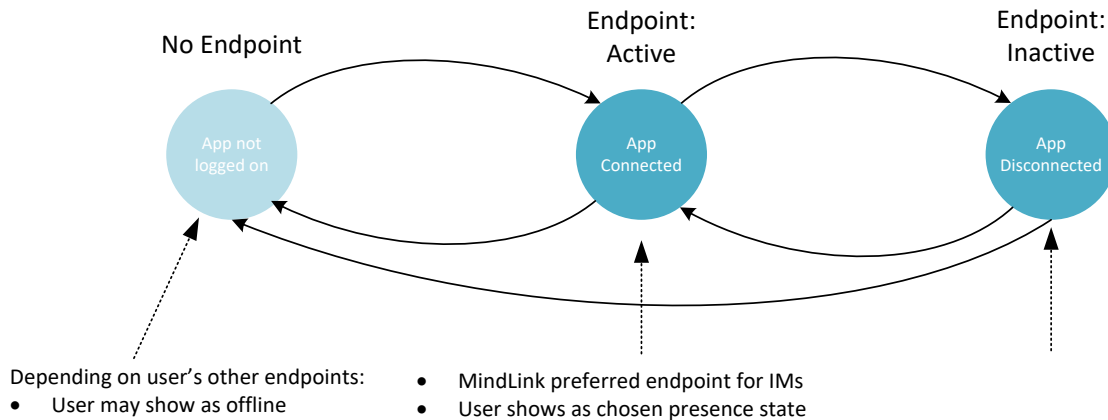 No Endpoint
Endpoint:
Active
Endpoint:
Inactive
App not
logged on
App
Connected
App
Disconnected
Depending on user's other endpoints:
• User may show as offline
• MindLink preferred endpoint for IMs
• User shows as chosen presence state